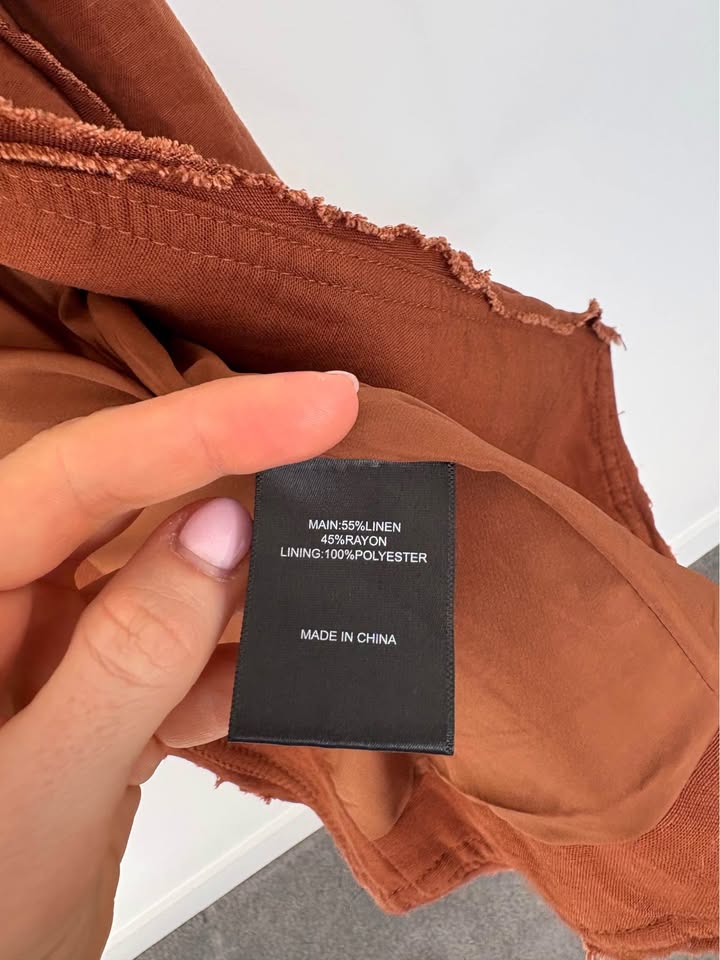 MAIN:55%LINEN
45%RAYON
LINING:100%POLYESTER
MADE IN CHINA